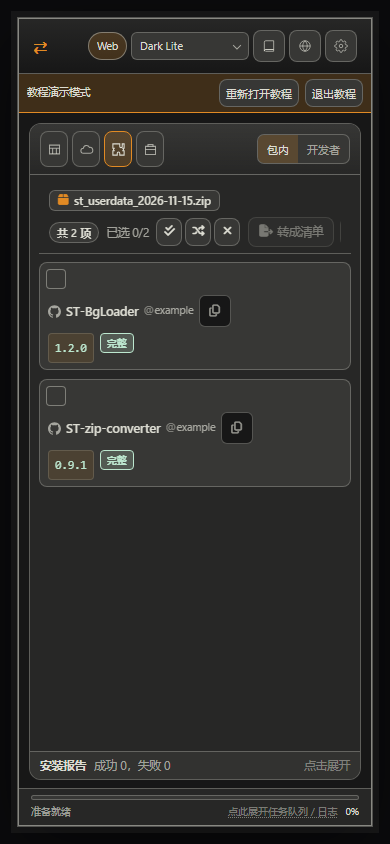 Web Dark Lite
教程演示模式 重新打开教程 退出教程
包内 开发者
st_userdata_2026-11-15.zip
共 2 项 已选 0/2 转成清单
ST-BgLoader @example
1.2.0 完整
ST-zip-converter @example
0.9.1 完整
安装报告 成功 0，失败 0 点击展开
准备就绪 点此展开任务队列 / 日志 0%